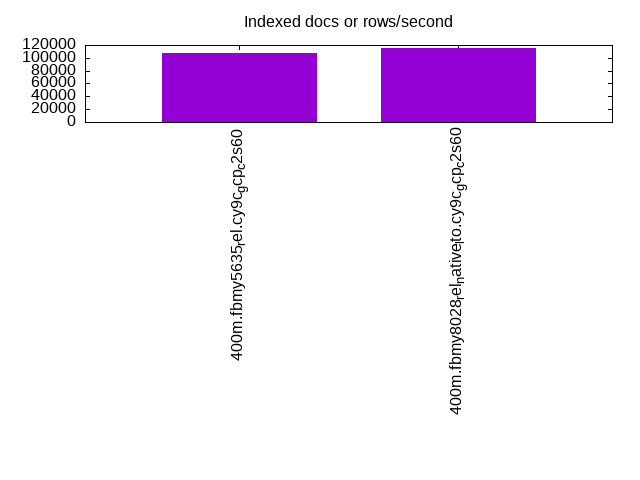 Indexed docs or rows/second
120000
100000
80000
60000
40000
20000
0
400m.fbmy5635rel.cy9cgcpc2s60
400m.fbmy8028relnativelto.cy9cgcpc2s60